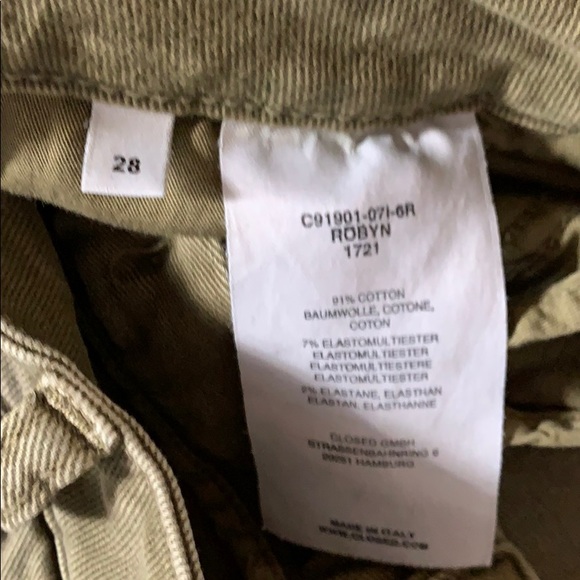 28
C91901-07I-6R
ROBYN
1721
91% COTTON
BAUMWOLLE, COTONE,
COTON
7% ELASTOMULTIESTER
ELASTOMULTIESTER
ELASTOMULTIESTERE
ELASTOMULTIESTER
2% ELASTANE, ELASTHAN
ELASTAN, ELASTHANNE
CLOSED GMBH
STRASSENBAHNRING 6
20251 HAMBURG
MADE IN ITALY
WWW.CLOSED.COM